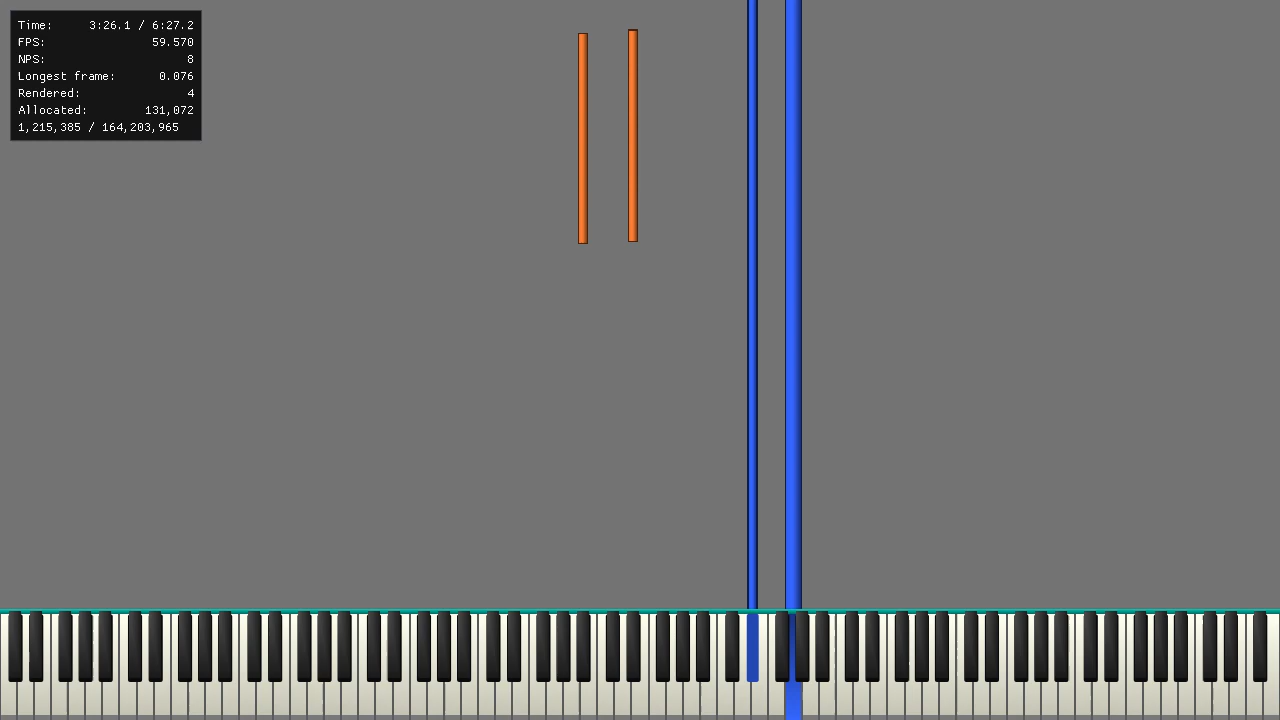 Time: 3:26.1 / 6:27.2
FPS: 59.570
NPS: 8
Longest frame: 0.076
Rendered: 4
Allocated: 131,072
1,215,385 / 164,203,965